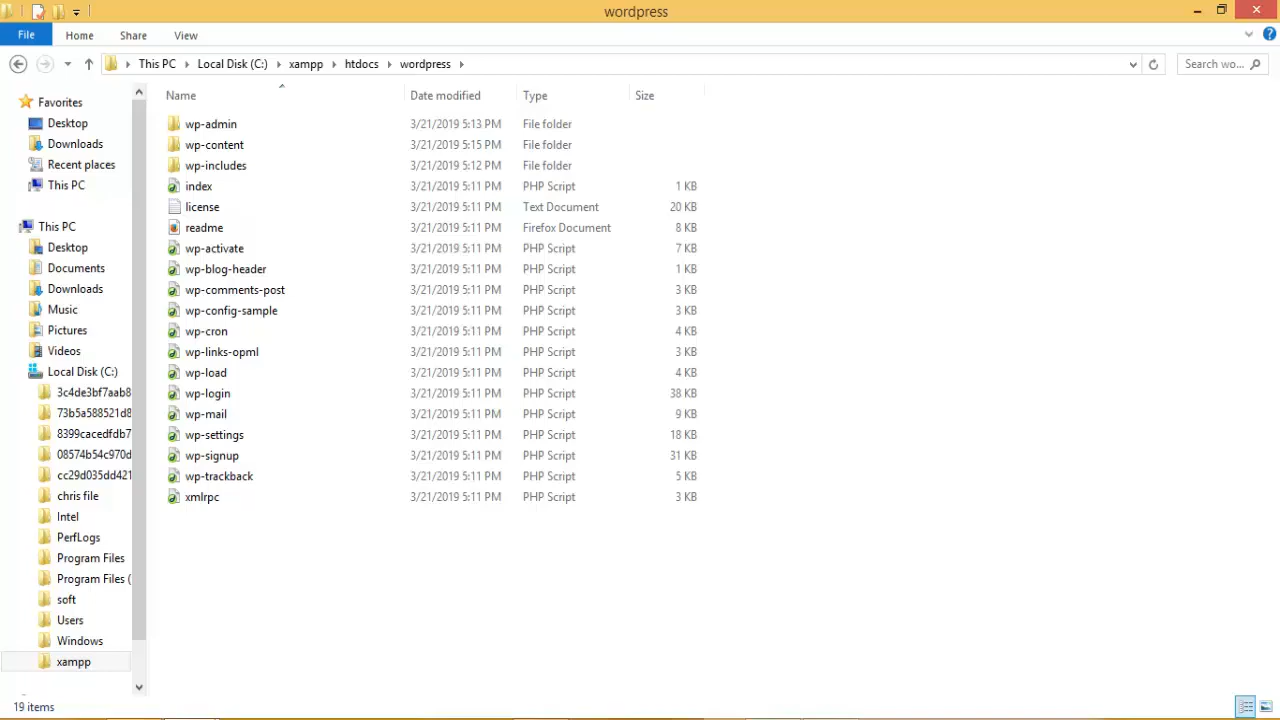 wordpress
File Home Share View
This PC Local Disk (C:) xampp htdocs wordpress Search wo...
Name Date modified Type Size
Favorites
Desktop
Downloads
Recent places
This PC
This PC
Desktop
Documents
Downloads
Music
Pictures
Videos
Local Disk (C:)
3c4de3bf7aab8
73b5a588521d8
8399cacedfdb7
08574b54c970d
cc29d035dd421
chris file
Intel
PerfLogs
Program Files
Program Files (
soft
Users
Windows
xampp
wp-admin 3/21/2019 5:13 PM File folder
wp-content 3/21/2019 5:15 PM File folder
wp-includes 3/21/2019 5:12 PM File folder
index 3/21/2019 5:11 PM PHP Script 1 KB
license 3/21/2019 5:11 PM Text Document 20 KB
readme 3/21/2019 5:11 PM Firefox Document 8 KB
wp-activate 3/21/2019 5:11 PM PHP Script 7 KB
wp-blog-header 3/21/2019 5:11 PM PHP Script 1 KB
wp-comments-post 3/21/2019 5:11 PM PHP Script 3 KB
wp-config-sample 3/21/2019 5:11 PM PHP Script 3 KB
wp-cron 3/21/2019 5:11 PM PHP Script 4 KB
wp-links-opml 3/21/2019 5:11 PM PHP Script 3 KB
wp-load 3/21/2019 5:11 PM PHP Script 4 KB
wp-login 3/21/2019 5:11 PM PHP Script 38 KB
wp-mail 3/21/2019 5:11 PM PHP Script 9 KB
wp-settings 3/21/2019 5:11 PM PHP Script 18 KB
wp-signup 3/21/2019 5:11 PM PHP Script 31 KB
wp-trackback 3/21/2019 5:11 PM PHP Script 5 KB
xmlrpc 3/21/2019 5:11 PM PHP Script 3 KB
19 items